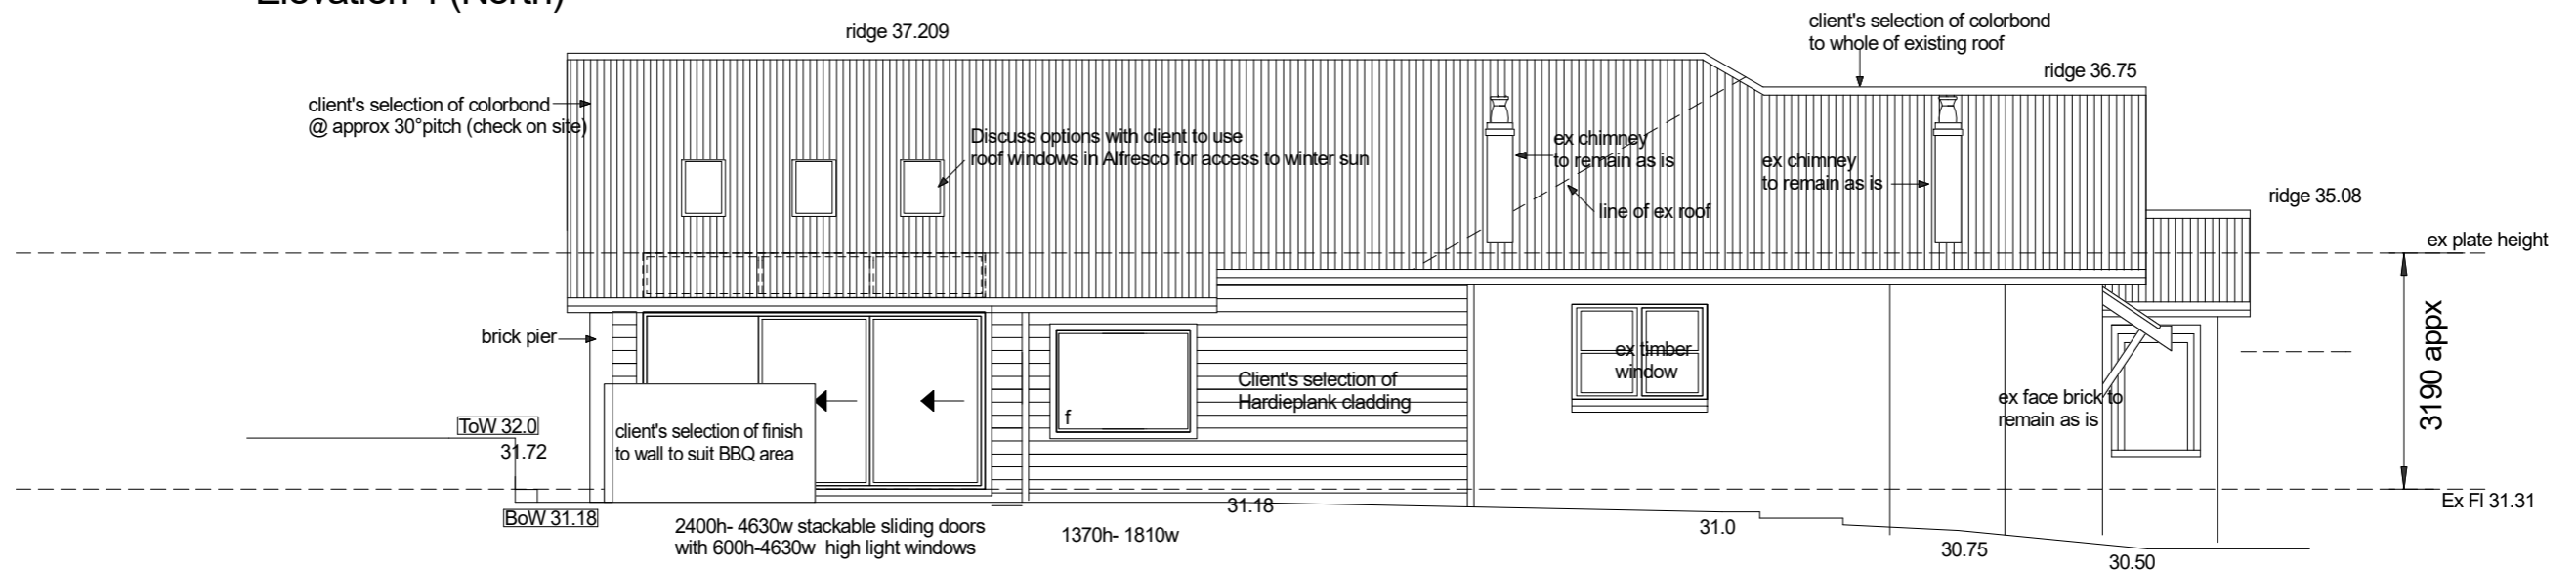 Elevation 4 (North)
ridge 37.209
client's selection of colorbond
to whole of existing roof
ridge 36.75
client's selection of colorbond
@ approx 30°pitch (check on site)
Discuss options with client to use
roof windows in Alfresco for access to winter sun
ex chimney
to remain as is
ex chimney
to remain as is
line of ex roof
ridge 35.08
ex plate height
brick pier
ex timber
window
3190 appx
Client's selection of
Hardieplank cladding
f
ex face brick to
remain as is
ToW 32.0
31.72
client's selection of finish
to wall to suit BBQ area
BoW 31.18
31.18
Ex Fl 31.31
2400h- 4630w stackable sliding doors
with 600h-4630w high light windows
1370h- 1810w
31.0
30.75
30.50